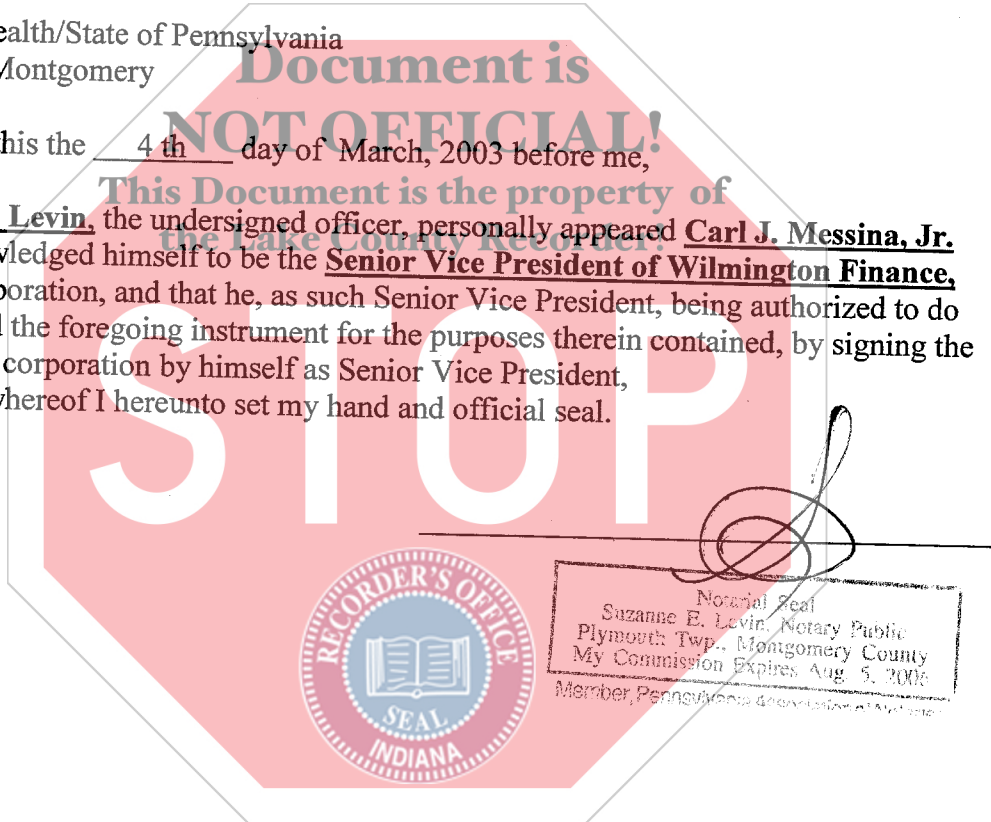 ealth/State of Pennsylvania
Montgomery
Document is
NOT OFFICIAL!
his the 4 th day of March, 2003 before me,
This Document is the property of
the Lake County Recorder!
Levin, the undersigned officer, personally appeared Carl J. Messina, Jr.
vledged himself to be the Senior Vice President of Wilmington Finance,
poration, and that he, as such Senior Vice President, being authorized to do
the foregoing instrument for the purposes therein contained, by signing the
corporation by himself as Senior Vice President,
whereof I hereunto set my hand and official seal.
STOP
RECORDER'S OFFICE
SEAL
INDIANA
Notarial Seal
Suzanne E. Levin, Notary Public
Plymouth Twp., Montgomery County
My Commission Expires Aug. 5, 2006
Member, Pennsylvania Association of Notaries